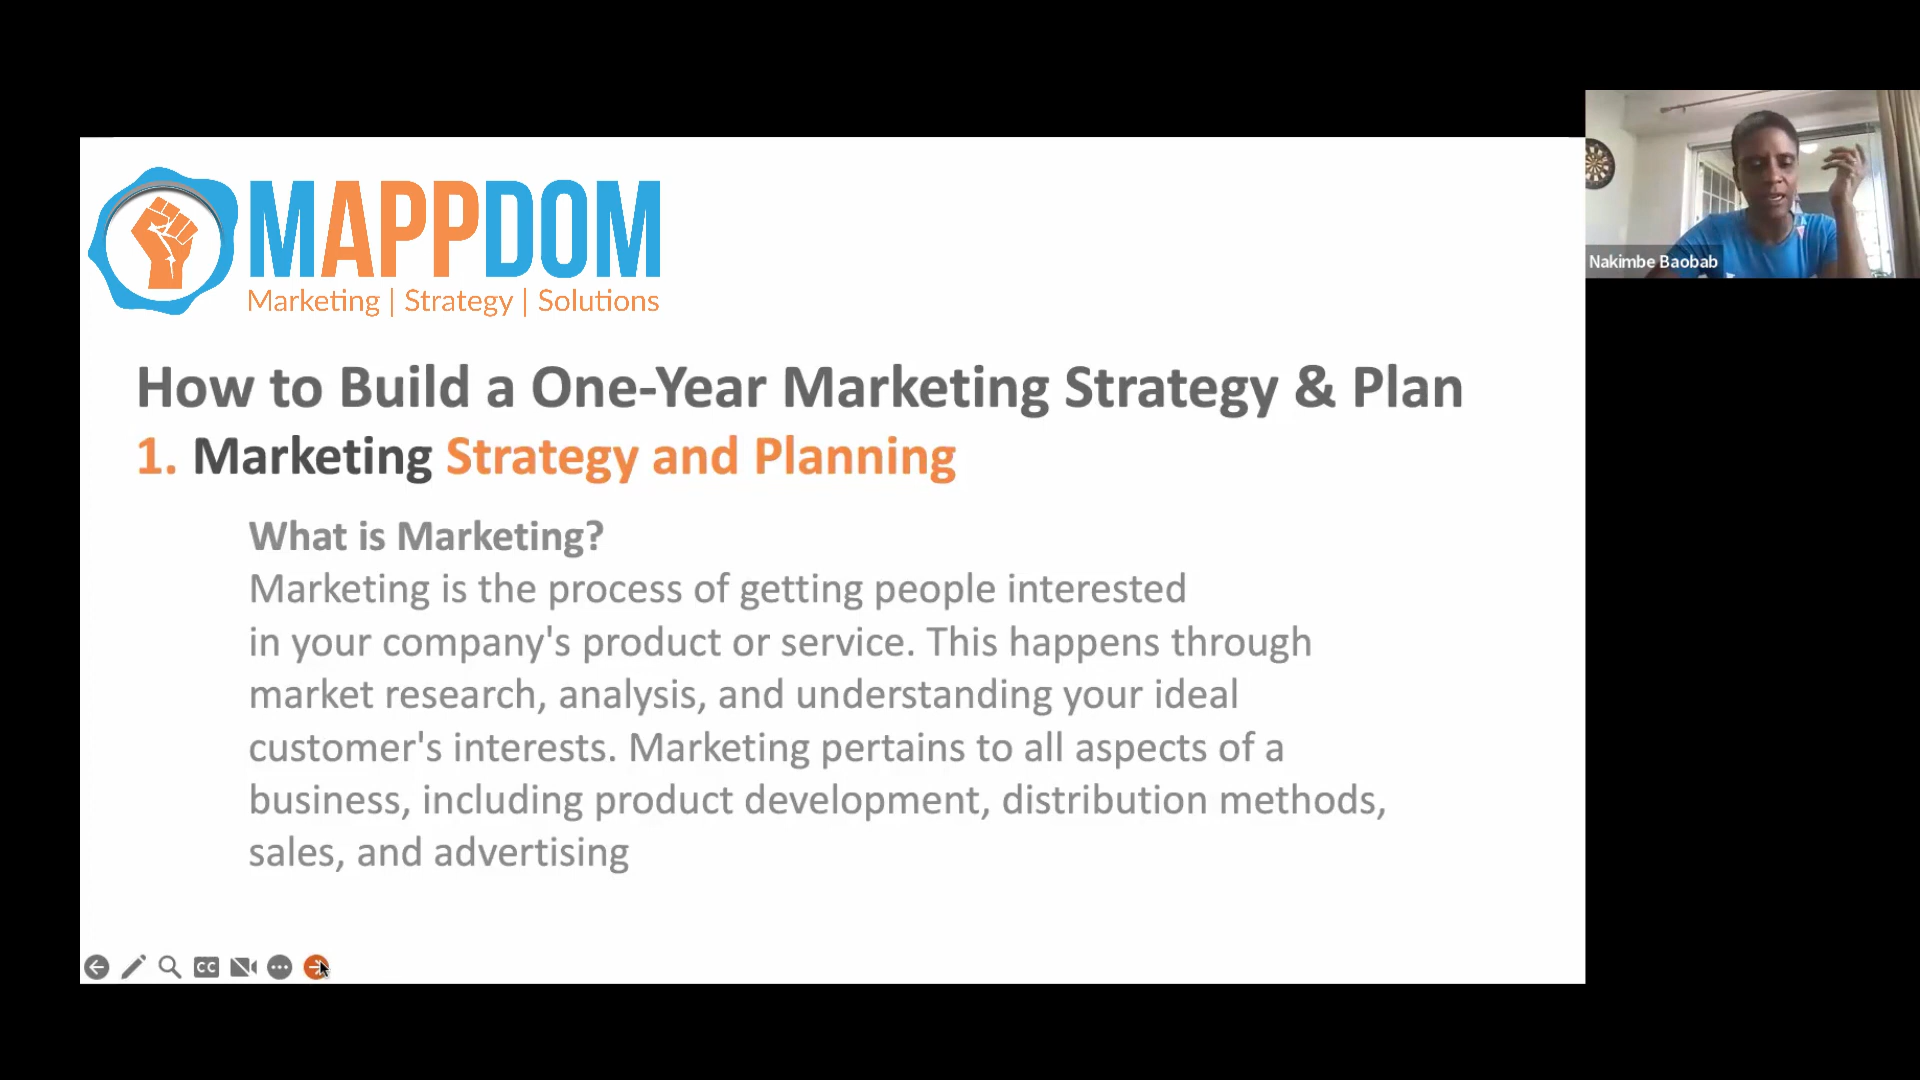 MAPPDOM
Marketing | Strategy | Solutions
Nakimbe Baobab
How to Build a One-Year Marketing Strategy & Plan
1. Marketing Strategy and Planning
What is Marketing?
Marketing is the process of getting people interested
in your company's product or service. This happens through
market research, analysis, and understanding your ideal
customer's interests. Marketing pertains to all aspects of a
business, including product development, distribution methods,
sales, and advertising
CC